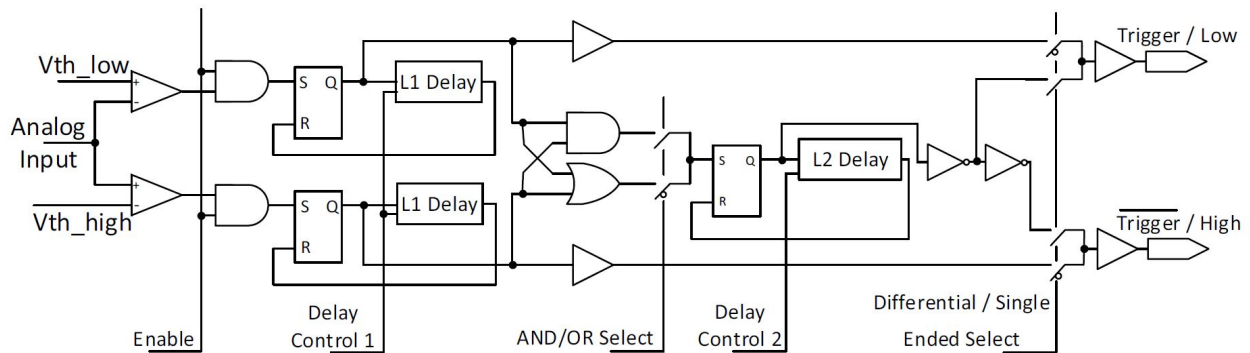 Vth_low
+
-
Analog
Input
+
-
Vth_high
Enable
S Q
R
L1 Delay
S Q
R
L1 Delay
Delay
Control 1
AND/OR Select
S Q
R
L2 Delay
Delay
Control 2
Differential / Single
Ended Select
Trigger / Low
Trigger / High